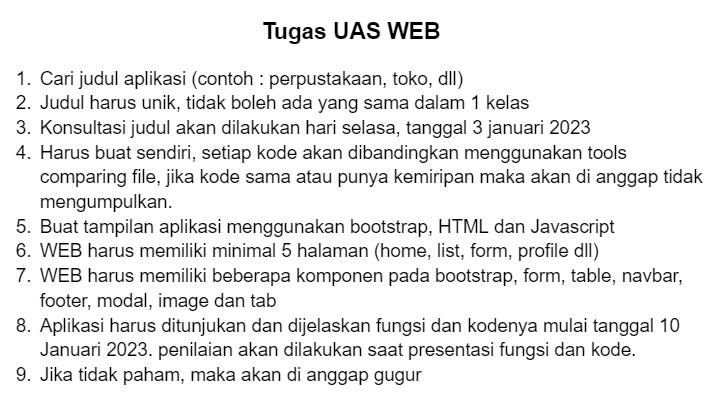 Tugas UAS WEB
1. Cari judul aplikasi (contoh : perpustakaan, toko, dll)
2. Judul harus unik, tidak boleh ada yang sama dalam 1 kelas
3. Konsultasi judul akan dilakukan hari selasa, tanggal 3 januari 2023
4. Harus buat sendiri, setiap kode akan dibandingkan menggunakan tools
comparing file, jika kode sama atau punya kemiripan maka akan di anggap tidak
mengumpulkan.
5. Buat tampilan aplikasi menggunakan bootstrap, HTML dan Javascript
6. WEB harus memiliki minimal 5 halaman (home, list, form, profile dll)
7. WEB harus memiliki beberapa komponen pada bootstrap, form, table, navbar,
footer, modal, image dan tab
8. Aplikasi harus ditunjukan dan dijelaskan fungsi dan kodenya mulai tanggal 10
Januari 2023. penilaian akan dilakukan saat presentasi fungsi dan kode.
9. Jika tidak paham, maka akan di anggap gugur